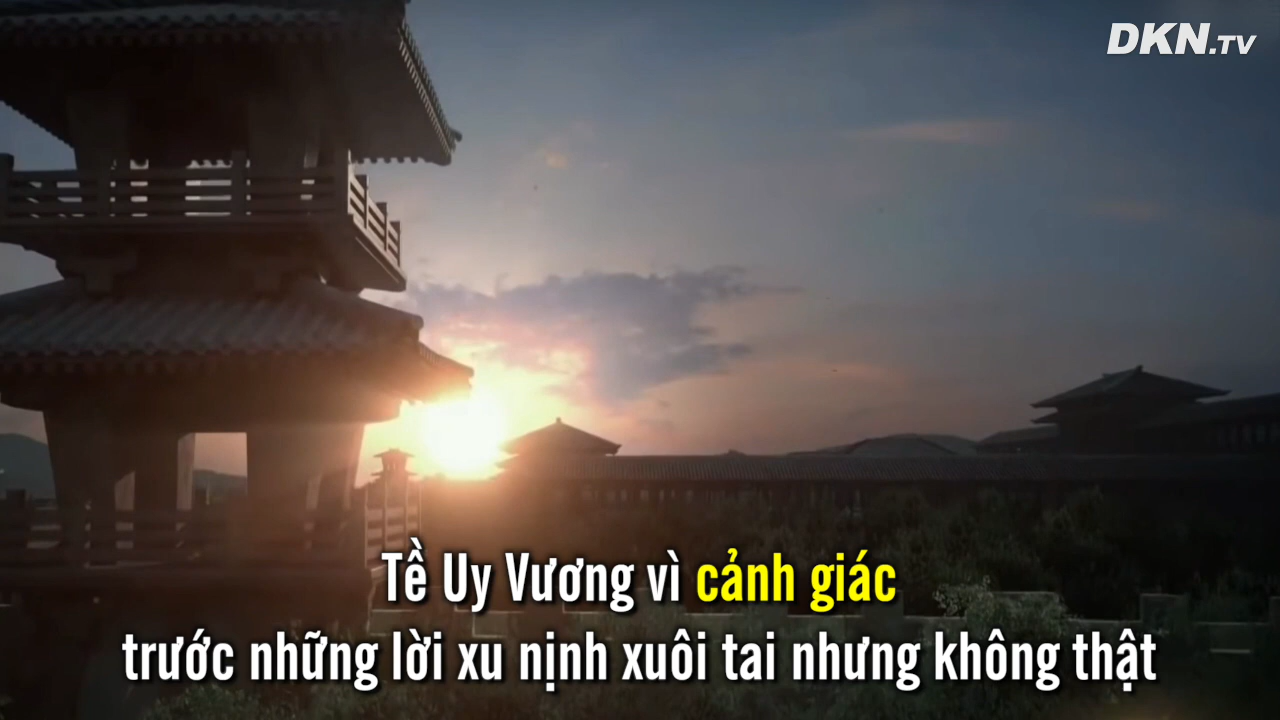 DKN.TV
Tề Uy Vương vì cảnh giác
trước những lời xu nịnh xuôi tai nhưng không thật